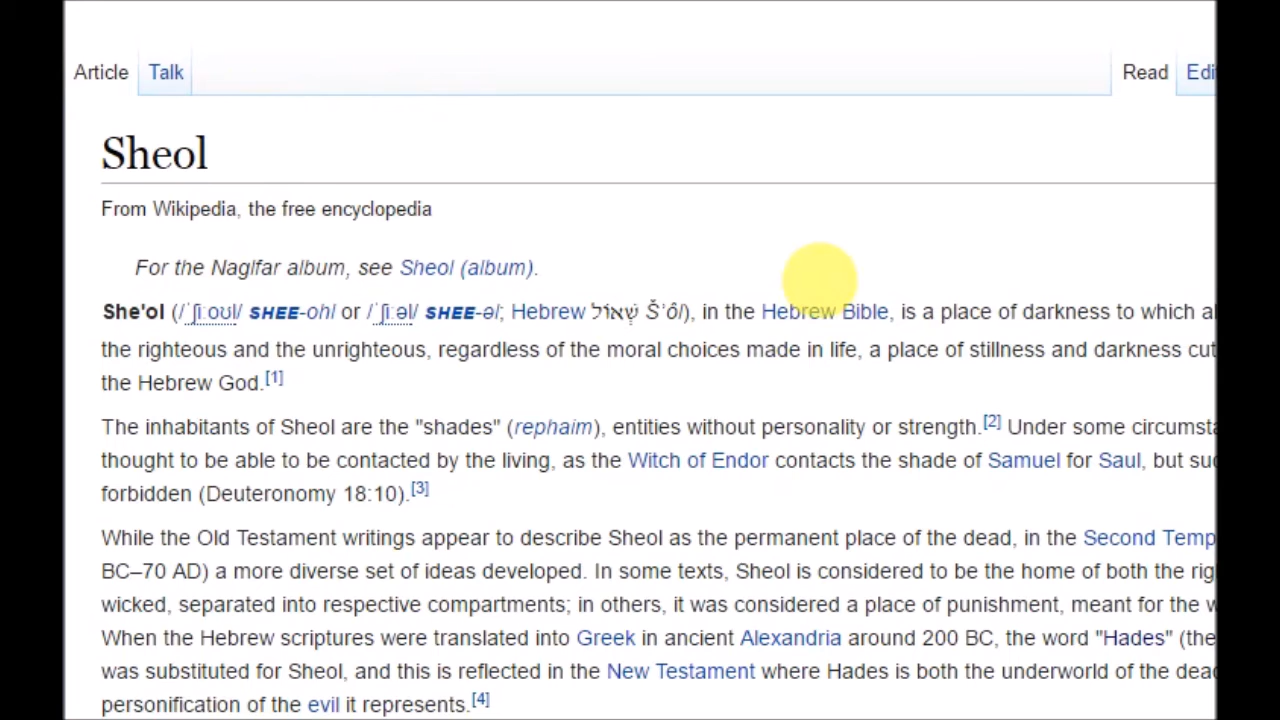 Article Talk Read Edi
Sheol
From Wikipedia, the free encyclopedia
For the Naglfar album, see Sheol (album).
She'ol (/ˈʃiːoʊl/ SHEE-ohl or /ˈʃiːəl/ SHEE-əl; Hebrew שְׁאוֹל Šʾôl), in the Hebrew Bible, is a place of darkness to which al
the righteous and the unrighteous, regardless of the moral choices made in life, a place of stillness and darkness cut
the Hebrew God.[1]
The inhabitants of Sheol are the "shades" (rephaim), entities without personality or strength.[2] Under some circumsta
thought to be able to be contacted by the living, as the Witch of Endor contacts the shade of Samuel for Saul, but suc
forbidden (Deuteronomy 18:10).[3]
While the Old Testament writings appear to describe Sheol as the permanent place of the dead, in the Second Temp
BC–70 AD) a more diverse set of ideas developed. In some texts, Sheol is considered to be the home of both the rig
wicked, separated into respective compartments; in others, it was considered a place of punishment, meant for the w
When the Hebrew scriptures were translated into Greek in ancient Alexandria around 200 BC, the word "Hades" (the
was substituted for Sheol, and this is reflected in the New Testament where Hades is both the underworld of the dead
personification of the evil it represents.[4]